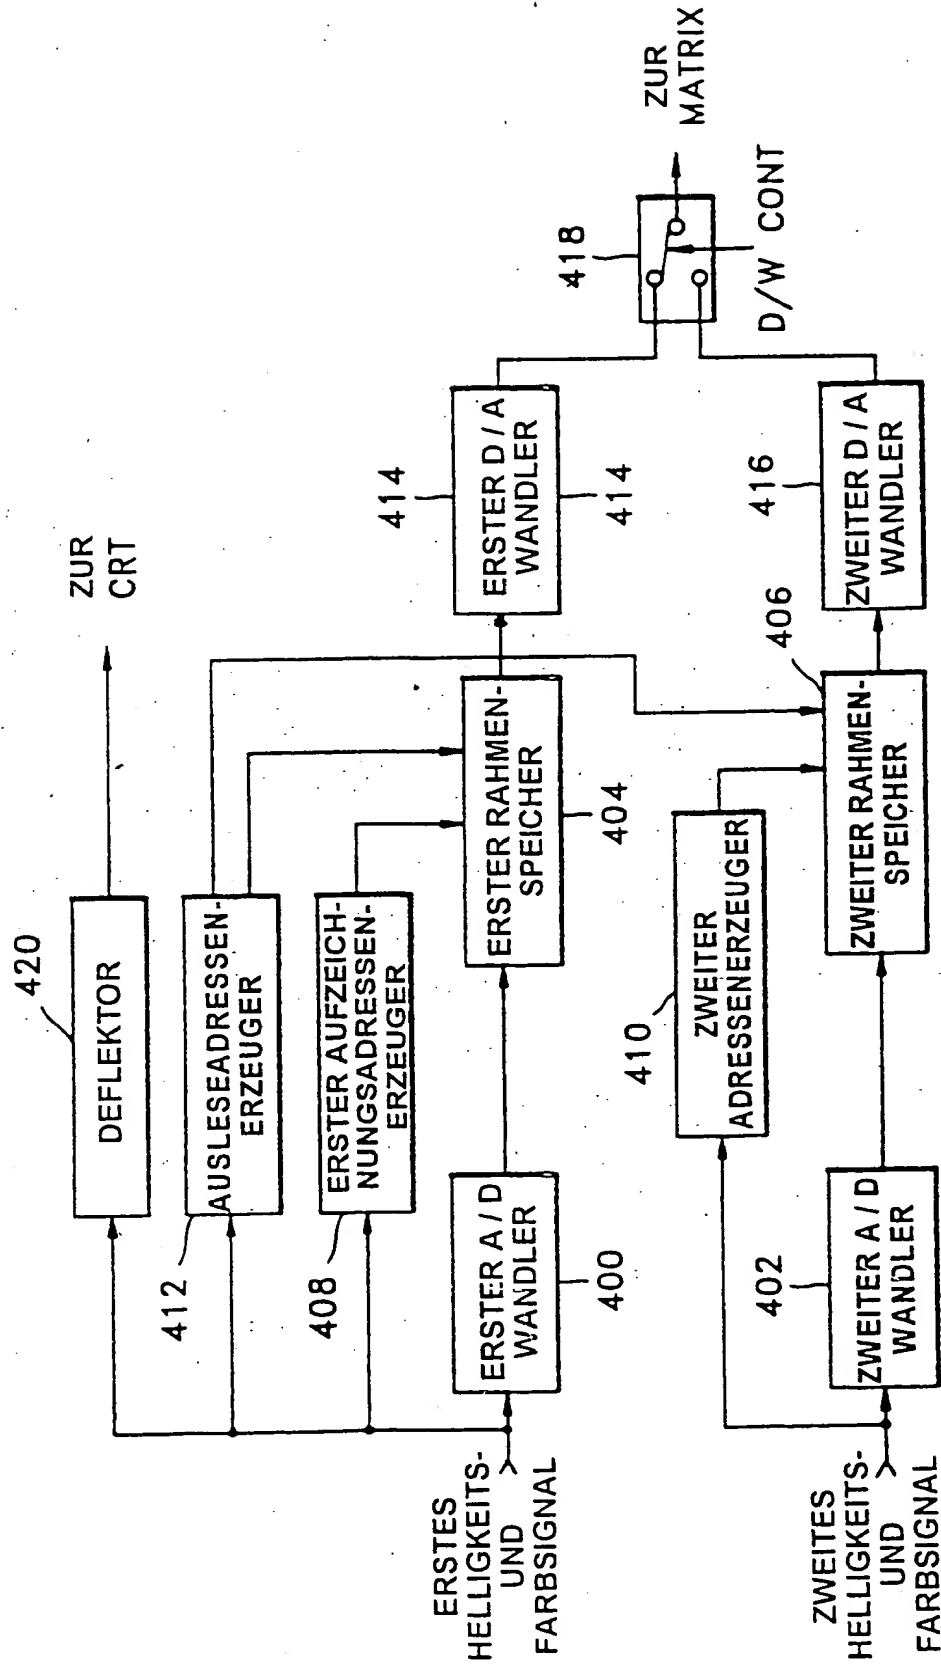 420
DEFLEKTOR
ZUR
CRT
412
AUSLESEADRESSEN-
ERZEUGER
408
ERSTER AUFZEICH-
NUNGSADRESSEN-
ERZEUGER
ERSTES
HELLIGKEITS-
UND
FARBSIGNAL
ERSTER A/D
WANDLER
400
ERSTER RAHMEN-
SPEICHER
404
414
ERSTER D/A
WANDLER
414
418
ZUR
MATRIX
D/W CONT
410
ZWEITER
ADRESSENERZEUGER
ZWEITES
HELLIGKEITS-
UND
FARBSIGNAL
402
ZWEITER A/D
WANDLER
406
ZWEITER RAHMEN-
SPEICHER
416
ZWEITER D/A
WANDLER